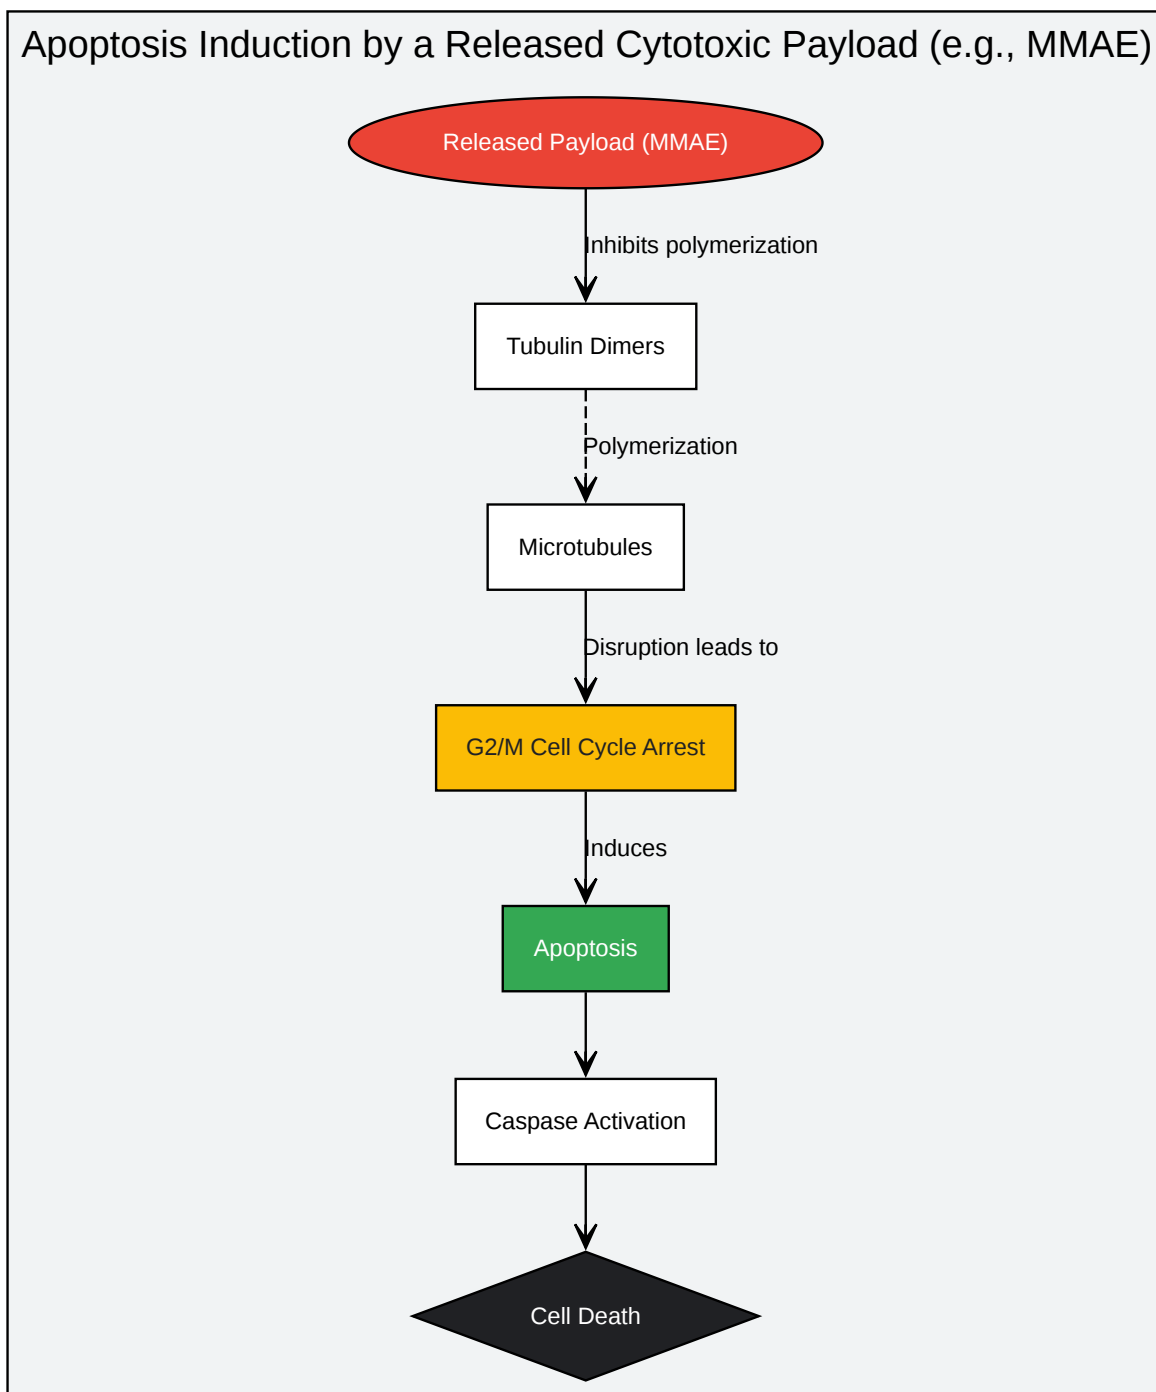 Apoptosis Induction by a Released Cytotoxic Payload (e.g., MMAE)
Released Payload (MMAE)
Inhibits polymerization
Tubulin Dimers
Polymerization
Microtubules
Disruption leads to
G2/M Cell Cycle Arrest
Induces
Apoptosis
Caspase Activation
Cell Death